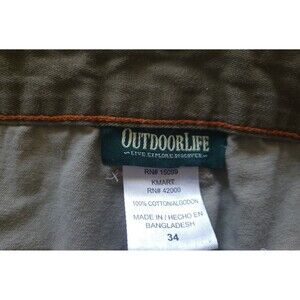 OUTDOORLIFE
~LIVE EXPLORE DISCOVER~
RN# 15099
KMART
RN# 42000
100% COTTON/ALGODON
MADE IN / HECHO EN
BANGLADESH
34